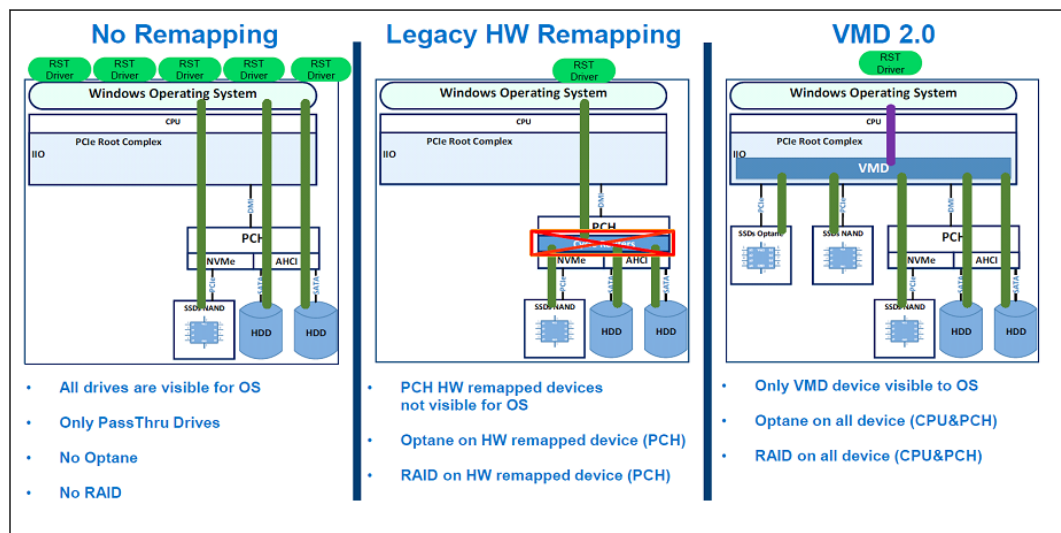 No Remapping
RST Driver
RST Driver
RST Driver
RST Driver
RST Driver
Windows Operating System
CPU
PCIe Root Complex
IIO
DMI
PCH
NVMe
AHCI
PCIe
SATA
SATA
SSDs NAND
HDD
HDD
• All drives are visible for OS
• Only PassThru Drives
• No Optane
• No RAID
Legacy HW Remapping
RST Driver
Windows Operating System
CPU
PCIe Root Complex
IIO
DMI
PCH
NVMe
AHCI
PCIe
SATA
SATA
SSDs NAND
HDD
HDD
• PCH HW remapped devices
not visible for OS
• Optane on HW remapped device (PCH)
• RAID on HW remapped device (PCH)
VMD 2.0
RST Driver
Windows Operating System
CPU
PCIe Root Complex
IIO
VMD
PCIe
PCIe
DMI
SSDs Optane
SSDs NAND
PCH
NVMe
AHCI
PCIe
SATA
SATA
SSDs NAND
HDD
HDD
• Only VMD device visible to OS
• Optane on all device (CPU&PCH)
• RAID on all device (CPU&PCH)